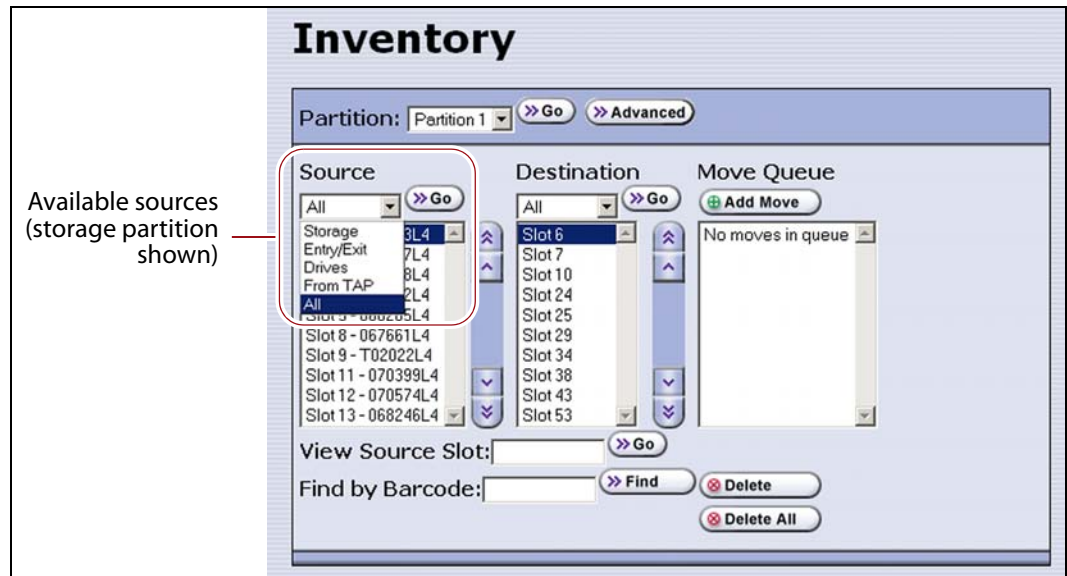 Inventory
Partition: Partition 1 Go Advanced
Available sources
(storage partition
shown)
Source
All Go
Storage
Entry/Exit
Drives
From TAP
All
3L4
7L4
8L4
2L4
Slot 8 - 067661L4
Slot 9 - T02022L4
Slot 11 - 070399L4
Slot 12 - 070574L4
Slot 13 - 068246L4
Destination
All Go
Slot 6
Slot 7
Slot 10
Slot 24
Slot 25
Slot 29
Slot 34
Slot 38
Slot 43
Slot 53
Move Queue
Add Move
No moves in queue
View Source Slot: Go
Find by Barcode: Find
Delete
Delete All